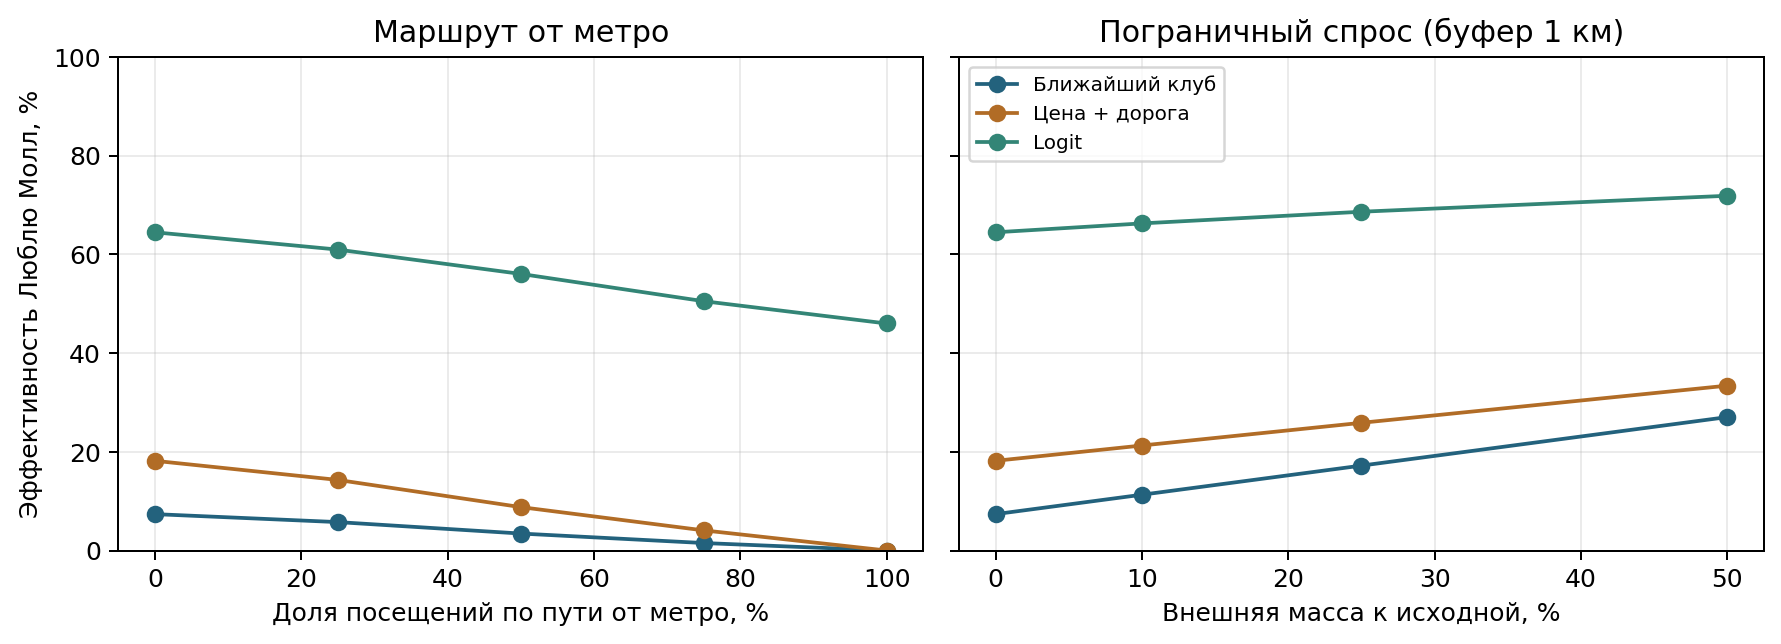 Маршрут от метро
Эффективность Люблю Молл, %
100
80
60
40
20
0
0 20 40 60 80 100
Доля посещений по пути от метро, %
Пограничный спрос (буфер 1 км)
Ближайший клуб
Цена + дорога
Logit
0 10 20 30 40 50
Внешняя масса к исходной, %